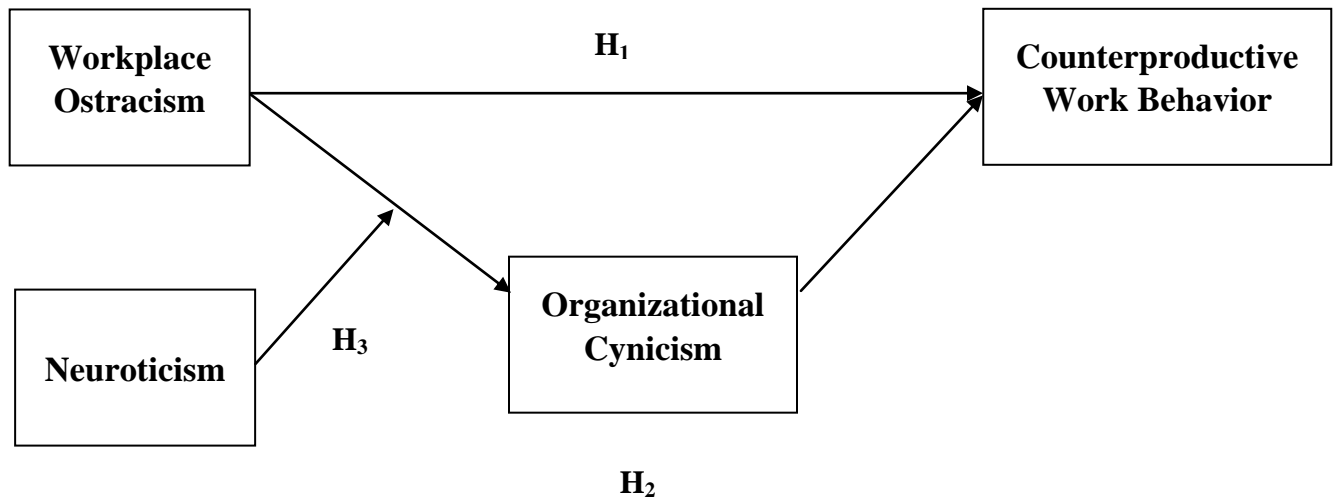 Workplace
Ostracism
H₁
Counterproductive
Work Behavior
Neuroticism
H₃
Organizational
Cynicism
H₂